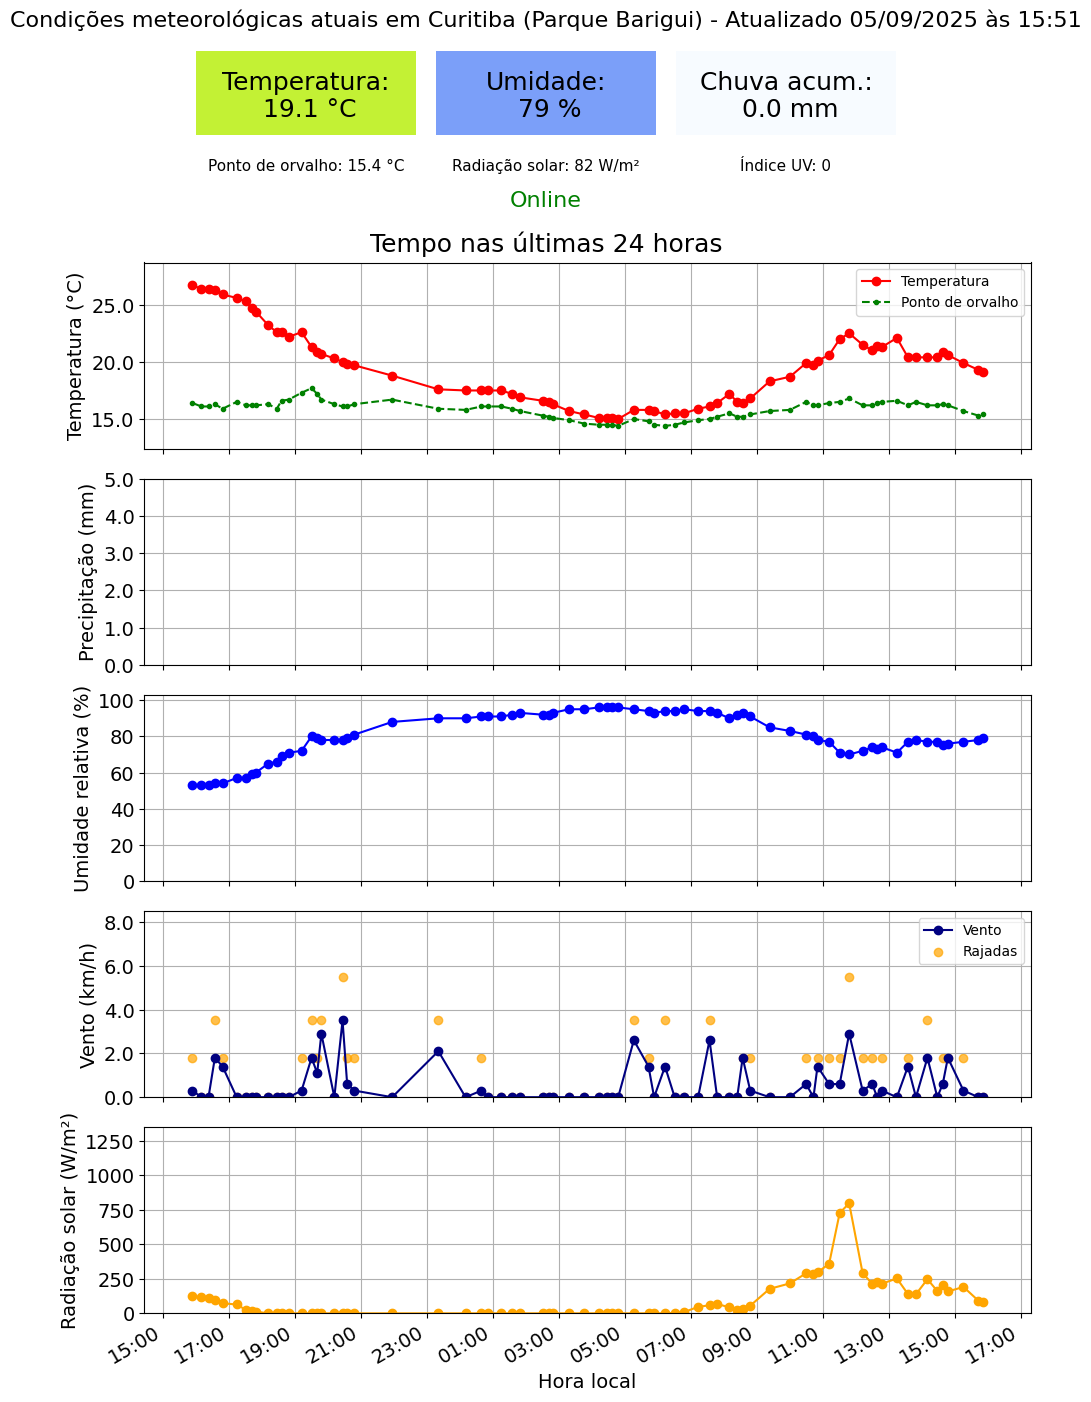 Condições meteorológicas atuais em Curitiba (Parque Barigui) - Atualizado 05/09/2025 às 15:51
Temperatura:
19.1 °C
Umidade:
79 %
Chuva acum.:
0.0 mm
Ponto de orvalho: 15.4 °C
Radiação solar: 82 W/m²
Índice UV: 0
Online
Tempo nas últimas 24 horas
Temperatura (°C)
25.0
20.0
15.0
Temperatura
Ponto de orvalho
Precipitação (mm)
5.0
4.0
3.0
2.0
1.0
0.0
Umidade relativa (%)
100
80
60
40
20
0
Vento (km/h)
8.0
6.0
4.0
2.0
0.0
Vento
Rajadas
Radiação solar (W/m²)
1250
1000
750
500
250
0
15:00
17:00
19:00
21:00
23:00
01:00
03:00
05:00
07:00
09:00
11:00
13:00
15:00
17:00
Hora local